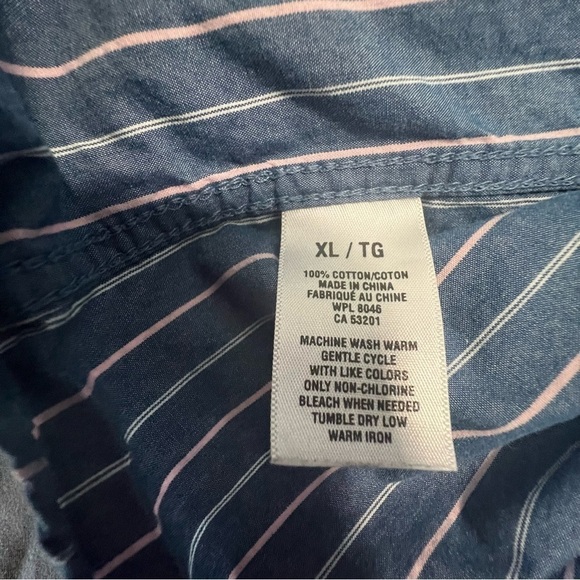 XL / TG
100% COTTON/COTON
MADE IN CHINA
FABRIQUÉ AU CHINE
WPL 8046
CA 53201
MACHINE WASH WARM
GENTLE CYCLE
WITH LIKE COLORS
ONLY NON-CHLORINE
BLEACH WHEN NEEDED
TUMBLE DRY LOW
WARM IRON